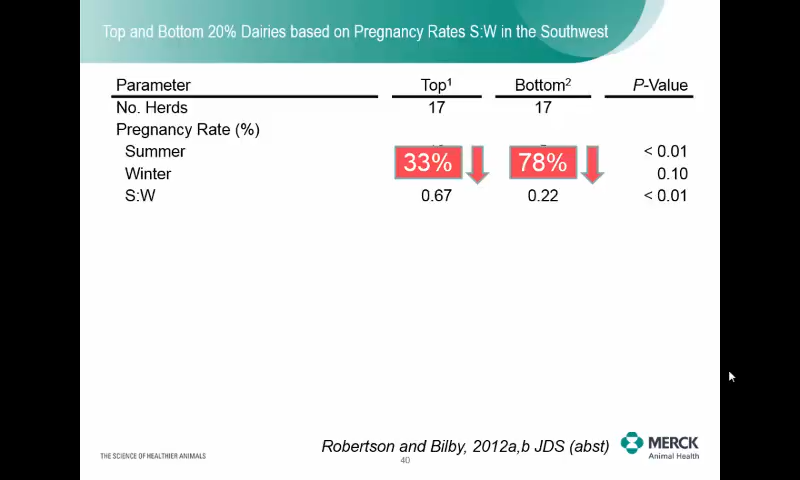 Top and Bottom 20% Dairies based on Pregnancy Rates S:W in the Southwest
Parameter Top¹ Bottom² P-Value
No. Herds 17 17
Pregnancy Rate (%)
Summer < 0.01
33% 78%
Winter 0.10
S:W 0.67 0.22 < 0.01
Robertson and Bilby, 2012a,b JDS (abst)
MERCK
Animal Health
THE SCIENCE OF HEALTHIER ANIMALS
40